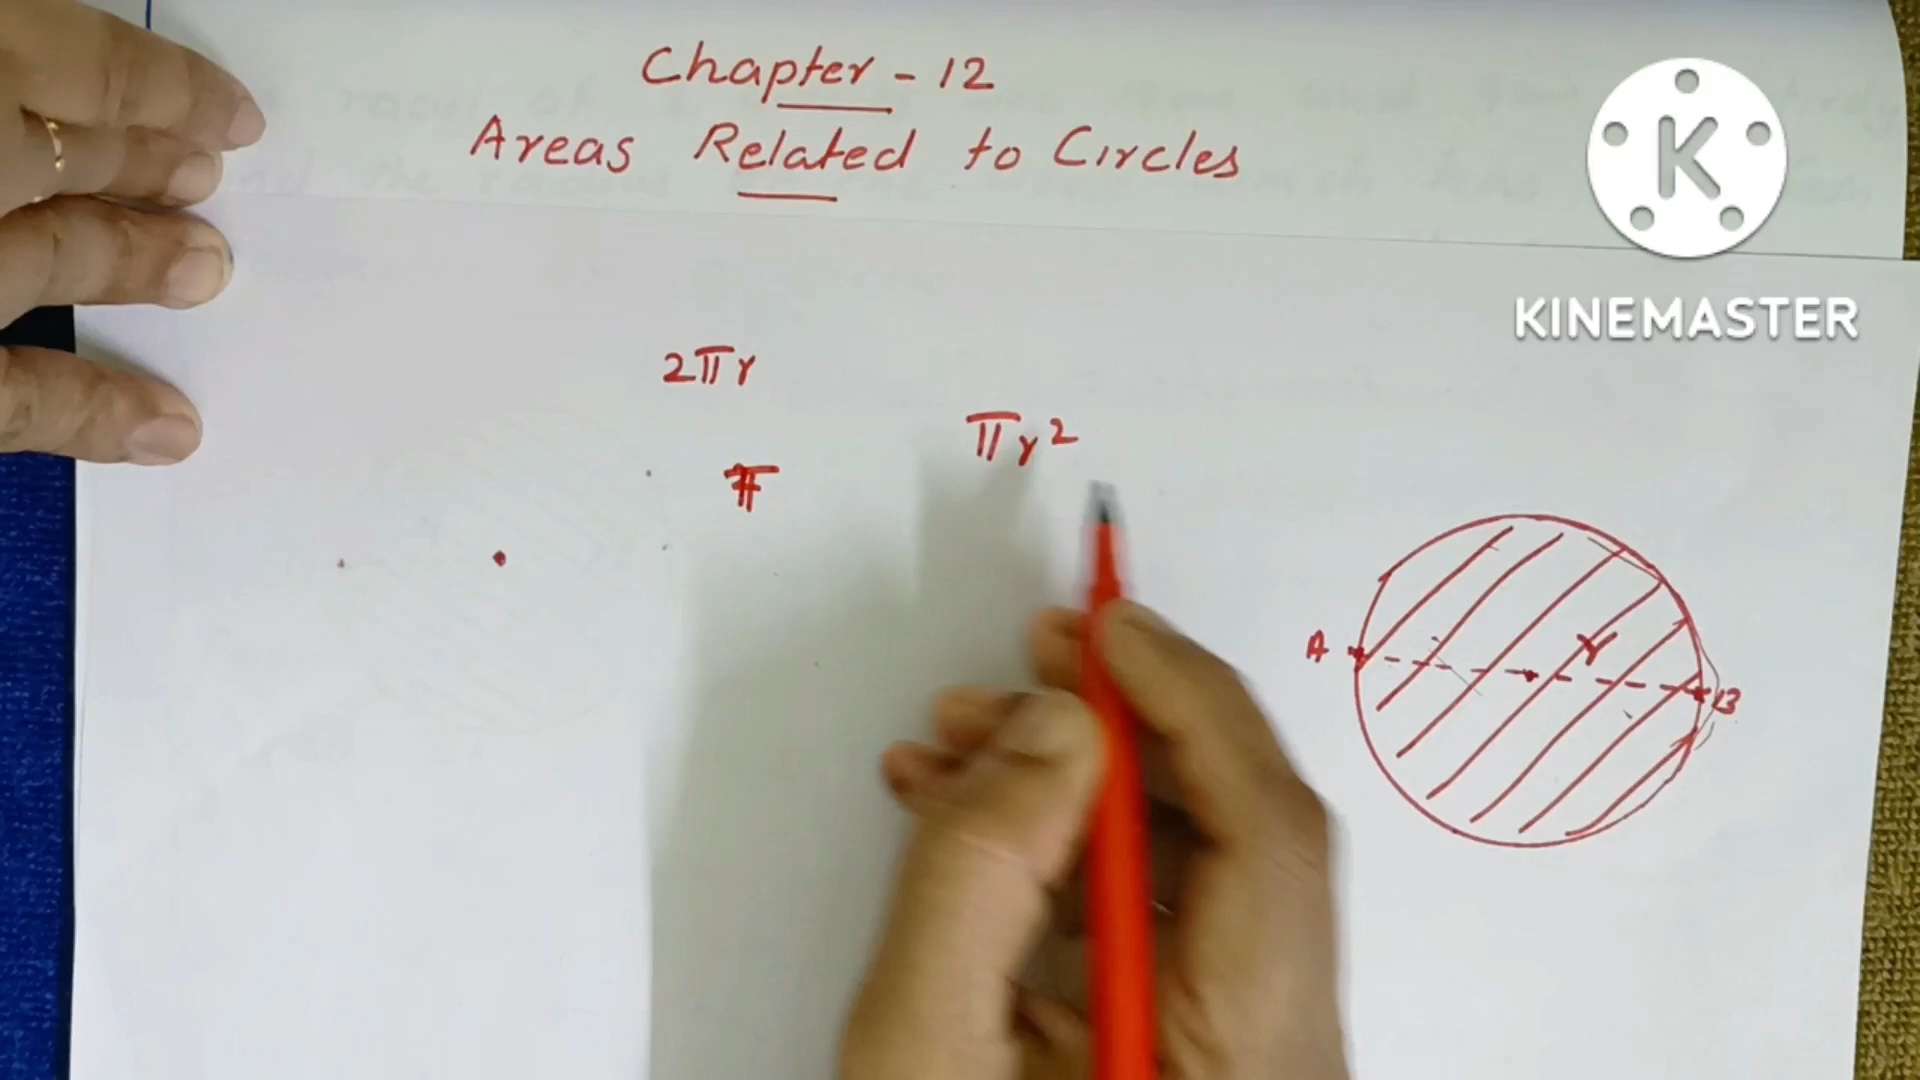 Chapter - 12
Areas Related to Circles
K
KINEMASTER
2πr
πr²
π
A
r
B